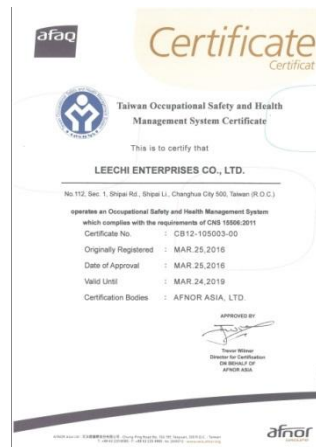 afaq
Certificate
Certificat
Taiwan Occupational Safety and Health
Management System Certificate
This is to certify that
LEECHI ENTERPRISES CO., LTD.
No.112, Sec. 1, Shipai Rd., Shipai Li., Changhua City 500, Taiwan (R.O.C.)
operates an Occupational Safety and Health Management System
which complies with the requirements of CNS 15506:2011
Certificate No. : CB12-105003-00
Originally Registered : MAR.25,2016
Date of Approval : MAR.25,2016
Valid Until : MAR.24,2019
Certification Bodies : AFNOR ASIA, LTD.
APPROVED BY
Trevor Wilmer
Director for Certification
ON BEHALF OF
AFNOR ASIA
afnor